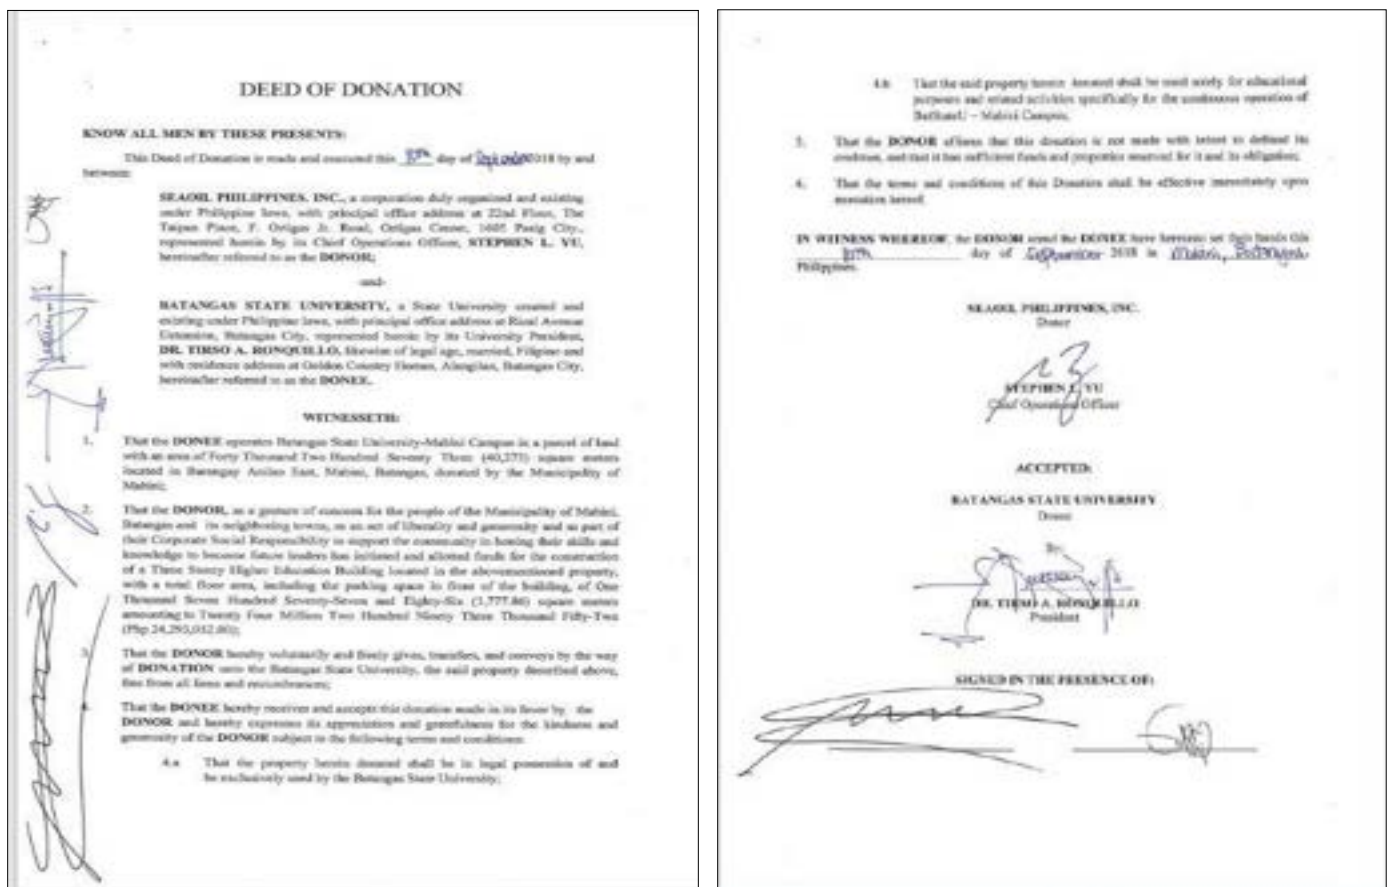 DEED OF DONATION
KNOW ALL MEN BY THESE PRESENTS:
This Deed of Donation is made and executed this day of 2018 by and
between:
SEAOIL PHILIPPINES, INC., a corporation duly organized and existing
under Philippine laws, with principal office address at 22nd Floor, The
Taipan Place, F. Ortigas Jr. Road, Ortigas Center, 1605 Pasig City,
represented herein by its Chief Operations Officer, STEPHEN L. YU,
hereinafter referred to as the DONOR;
-and-
BATANGAS STATE UNIVERSITY, a State University created and
existing under Philippine laws, with principal office address at Rizal Avenue
Extension, Batangas City, represented herein by its University President,
DR. TIRSO A. RONQUILLO, likewise of legal age, married, Filipino and
with residence address at Golden Country Homes, Alangilan, Batangas City,
hereinafter referred to as the DONEE.
WITNESSETH:
1. That the DONEE operates Batangas State University-Mabini Campus in a parcel of land
with an area of Forty Thousand Two Hundred Seventy Three (40,273) square meters
located in Barangay Anilao East, Mabini, Batangas, donated by the Municipality of
Mabini;
2. That the DONOR, as a gesture of concern for the people of the Municipality of Mabini,
Batangas and its neighboring towns, as an act of liberality and generosity and as part of
their Corporate Social Responsibility to support the community in honing their skills and
knowledge to become future leaders has initiated and allotted funds for the construction
of a Three Storey Higher Education Building located in the abovementioned property,
with a total floor area, including the parking space in front of the building, of One
Thousand Seven Hundred Seventy-Seven and Eighty-Six (1,777.86) square meters
amounting to Twenty Four Million Two Hundred Ninety Three Thousand Fifty-Two
(Php 24,293,052.00);
3. That the DONOR hereby voluntarily and freely gives, transfers, and conveys by the way
of DONATION unto the Batangas State University, the said property described above,
free from all liens and encumbrances;
4. That the DONEE hereby receives and accepts this donation made in its favor by the
DONOR and hereby expresses its appreciation and gratefulness for the kindness and
generosity of the DONOR subject to the following terms and conditions:
4.a That the property herein donated shall be in legal possession of and
be exclusively used by the Batangas State University;
4.b That the said property herein donated shall be used solely for educational
purposes and related activities specifically for the continuous operation of
BatStateU – Mabini Campus;
5. That the DONOR affirms that this donation is not made with intent to defraud its
creditors, and that it has sufficient funds and properties reserved for it and its obligation;
6. That the terms and conditions of this Donation shall be effective immediately upon
execution hereof.
IN WITNESS WHEREOF, the DONOR and the DONEE have hereunto set their hands this
day of September 2018 in Mabini, Batangas,
Philippines.
SEAOIL PHILIPPINES, INC.
Donor
STEPHEN L. YU
Chief Operations Officer
ACCEPTED:
BATANGAS STATE UNIVERSITY
Donee
By:
DR. TIRSO A. RONQUILLO
President
SIGNED IN THE PRESENCE OF: